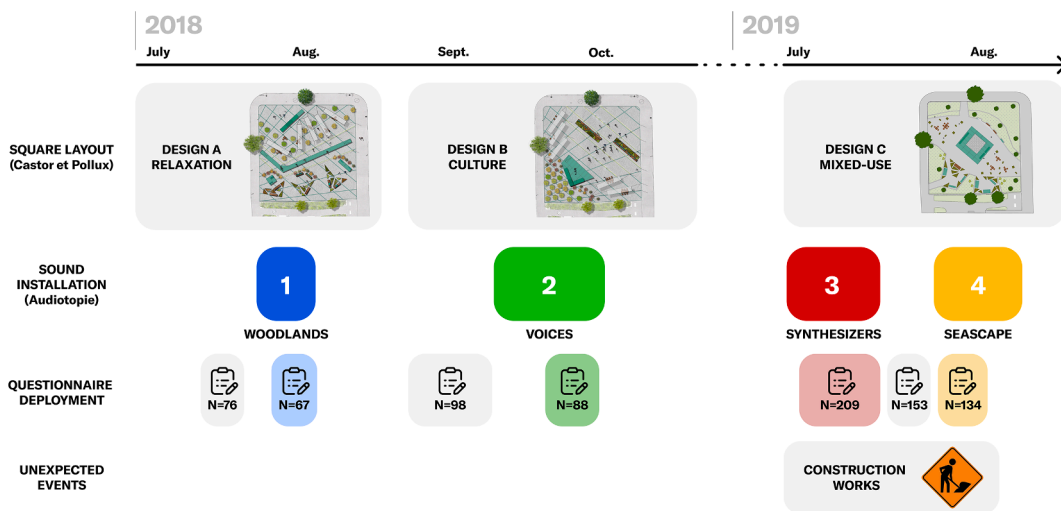 2018
2019
July
Aug.
Sept.
Oct.
July
Aug.
SQUARE LAYOUT
(Castor et Pollux)
DESIGN A
RELAXATION
DESIGN B
CULTURE
DESIGN C
MIXED-USE
SOUND
INSTALLATION
(Audiotopie)
1
2
3
4
WOODLANDS
VOICES
SYNTHESIZERS
SEASCAPE
QUESTIONNAIRE
DEPLOYMENT
N=76
N=67
N=98
N=88
N=209
N=153
N=134
UNEXPECTED
EVENTS
CONSTRUCTION
WORKS